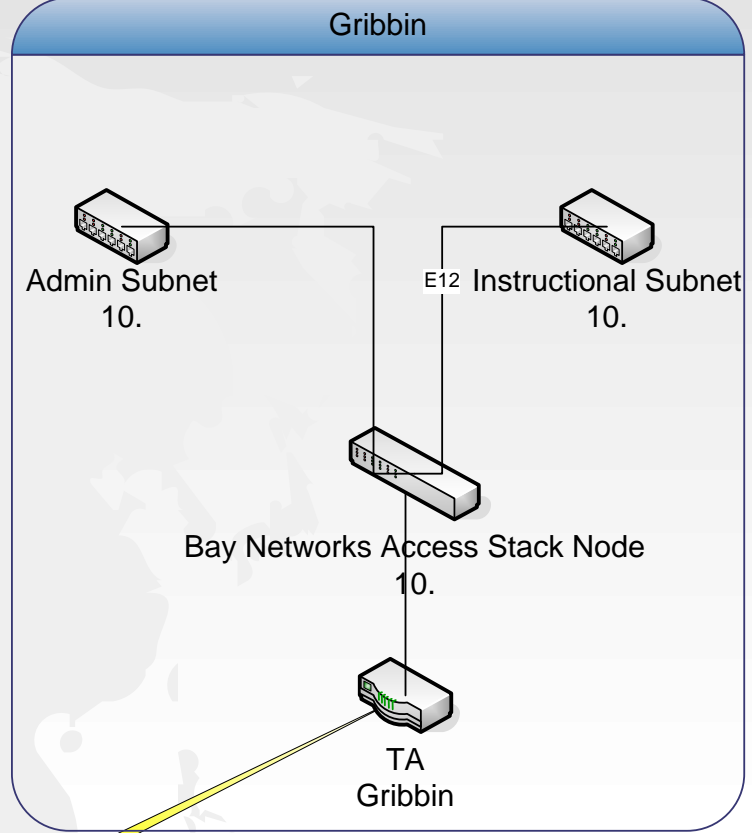 Gribbin
Admin Subnet
10.
E12
Instructional Subnet
10.
Bay Networks Access Stack Node
10.
TA
Gribbin